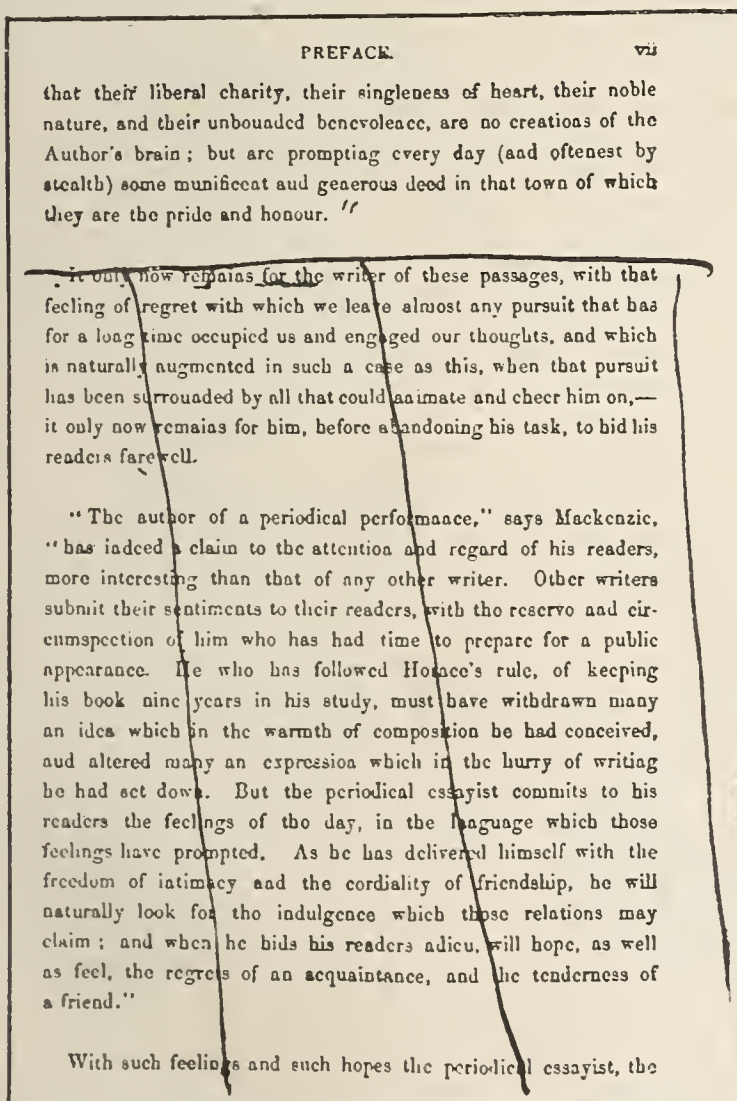 PREFACE. vii
that their liberal charity, their singleness of heart, their noble
nature, and their unbounded benevolence, are no creations of the
Author's brain; but are prompting every day (and oftenest by
stealth) some munificent and generous deed in that town of which
they are the pride and honour. "
It only now remains for the writer of these passages, with that
feeling of regret with which we leave almost any pursuit that has
for a long time occupied us and engaged our thoughts, and which
is naturally augmented in such a case as this, when that pursuit
has been surrounded by all that could animate and cheer him on,—
it only now remains for him, before abandoning his task, to bid his
readers farewell.
"The author of a periodical performance," says Mackenzie,
"has indeed a claim to the attention and regard of his readers,
more interesting than that of any other writer. Other writers
submit their sentiments to their readers, with the reserve and cir-
cumspection of him who has had time to prepare for a public
appearance. He who has followed Horace's rule, of keeping
his book nine years in his study, must have withdrawn many
an idea which in the warmth of composition he had conceived,
and altered many an expression which in the hurry of writing
he had set down. But the periodical essayist commits to his
readers the feelings of the day, in the language which those
feelings have prompted. As he has delivered himself with the
freedom of intimacy and the cordiality of friendship, he will
naturally look for the indulgence which those relations may
claim; and when he bids his readers adieu, will hope, as well
as feel, the regrets of an acquaintance, and the tenderness of
a friend."
With such feelings and such hopes the periodical essayist, the